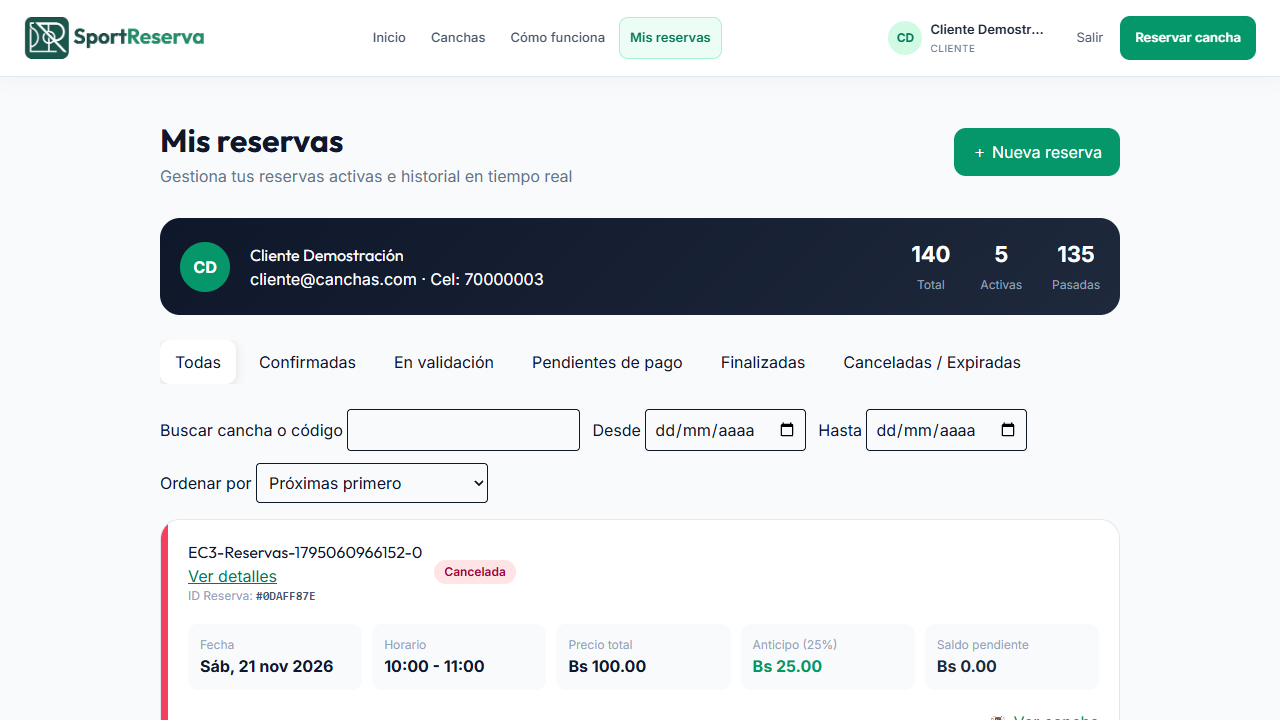 SportReserva
Inicio Canchas Cómo funciona Mis reservas
CD Cliente Demostr...
CLIENTE
Salir Reservar cancha
Mis reservas
Gestiona tus reservas activas e historial en tiempo real
+ Nueva reserva
CD
Cliente Demostración
cliente@canchas.com · Cel: 70000003
140 5 135
Total Activas Pasadas
Todas Confirmadas En validación Pendientes de pago Finalizadas Canceladas / Expiradas
Buscar cancha o código Desde dd/mm/aaaa Hasta dd/mm/aaaa
Ordenar por Próximas primero
EC3-Reservas-1795060966152-0
Ver detalles
Cancelada
ID Reserva: #0DAFF87E
Fecha Horario Precio total Anticipo (25%) Saldo pendiente
Sáb, 21 nov 2026 10:00 - 11:00 Bs 100.00 Bs 25.00 Bs 0.00
Ver cancha